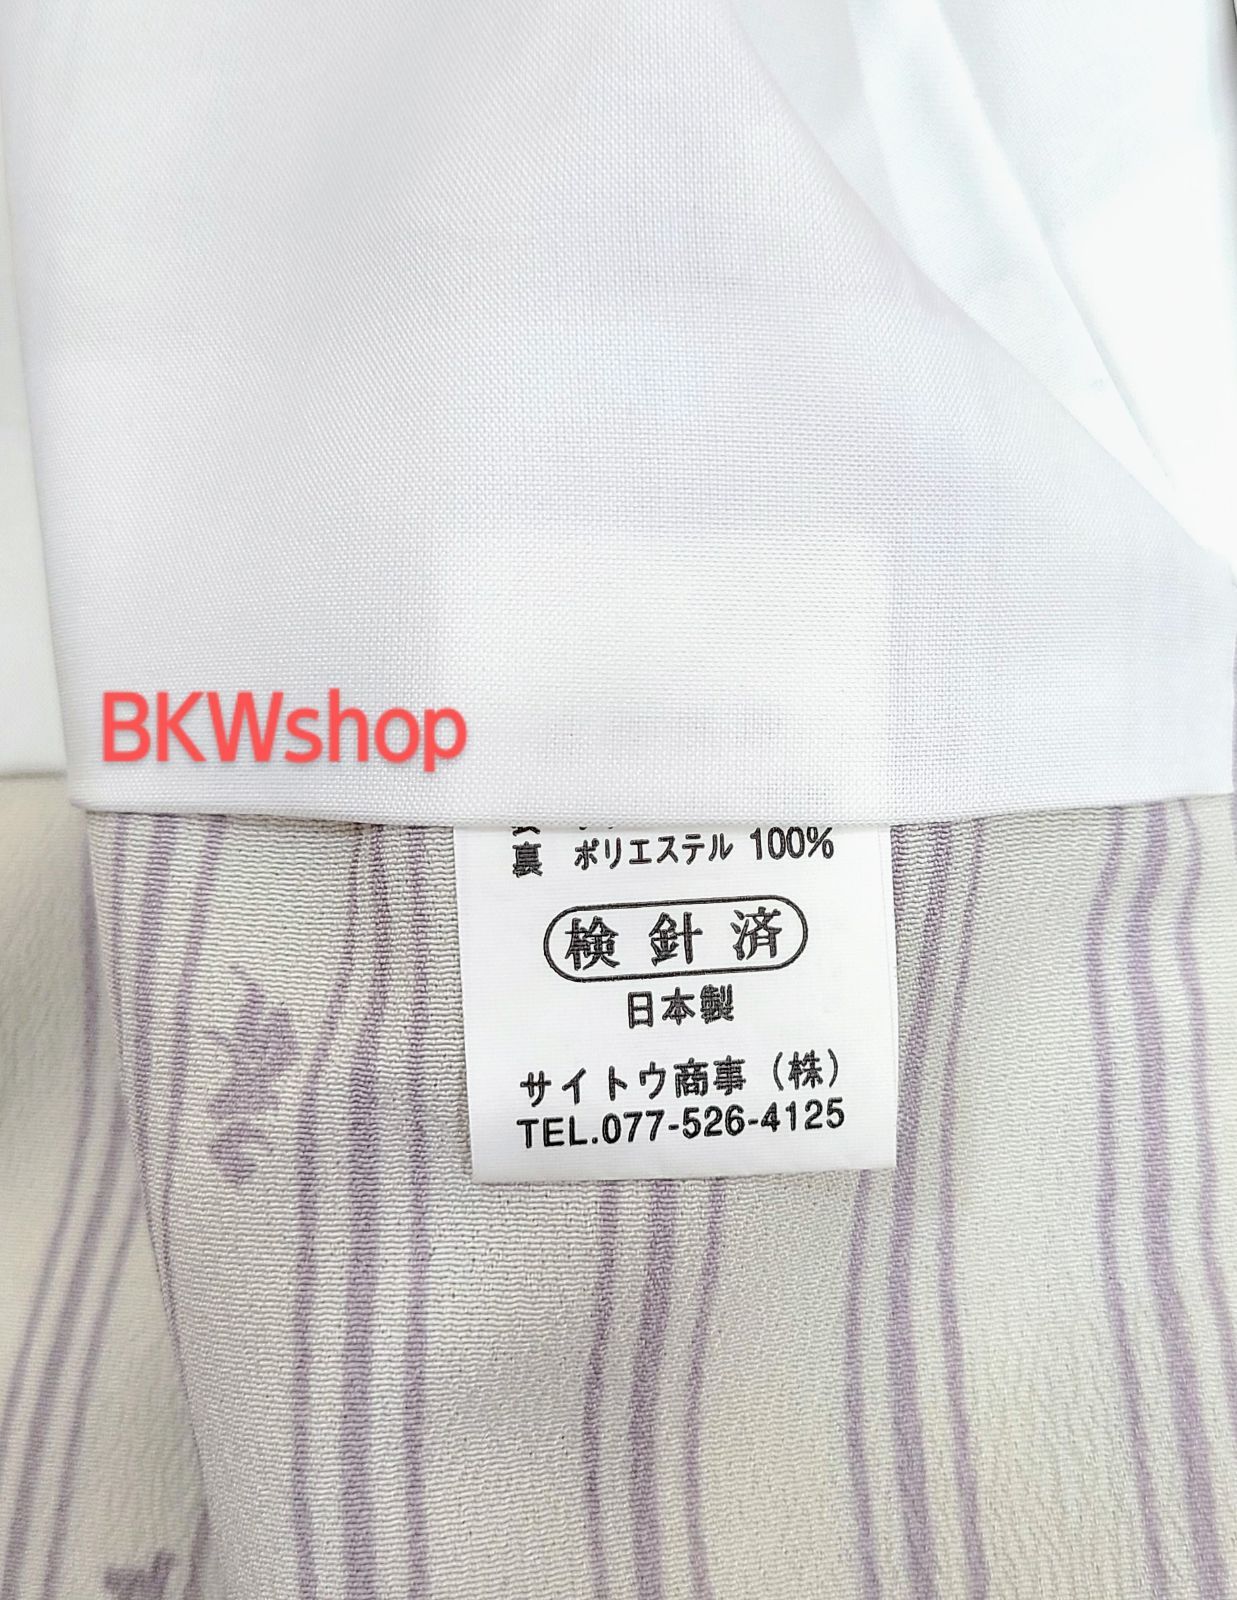 BKWshop
裏 ポリエステル 100%
検針済
日本製
サイトウ商事（株）
TEL.077-526-4125